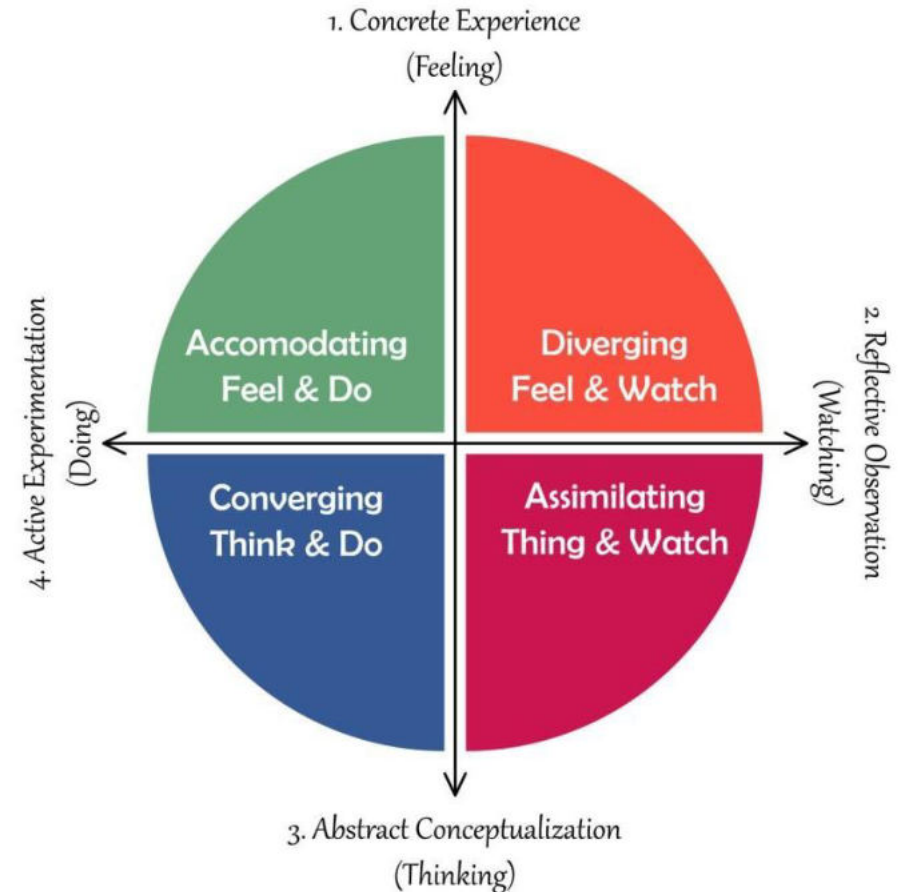 1. Concrete Experience
(Feeling)
Accomodating
Feel & Do
Diverging
Feel & Watch
4. Active Experimentation
(Doing)
2. Reflective Observation
(Watching)
Converging
Think & Do
Assimilating
Thing & Watch
3. Abstract Conceptualization
(Thinking)